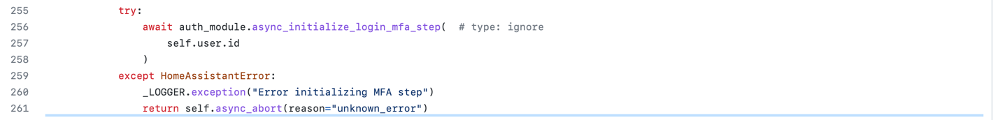 255 try:
256 await auth_module.async_initialize_login_mfa_step(  # type: ignore
257 self.user.id
258 )
259 except HomeAssistantError:
260 _LOGGER.exception("Error initializing MFA step")
261 return self.async_abort(reason="unknown_error")